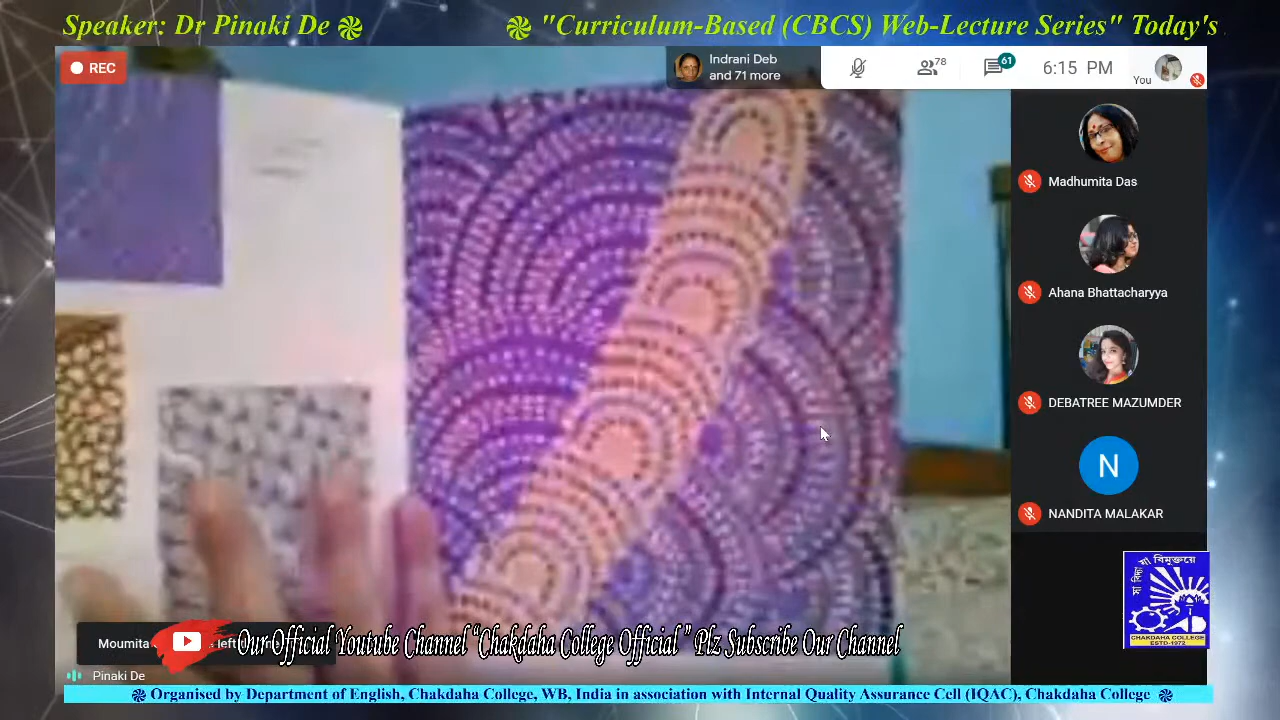 Speaker: Dr Pinaki De ֍ ֍ "Curriculum-Based (CBCS) Web-Lecture Series" Today's
REC
Indrani Deb
and 71 more
78
61
6:15 PM
You
Madhumita Das
Ahana Bhattacharyya
DEBATREE MAZUMDER
N
NANDITA MALAKAR
সা বিদ্যা যা বিমুক্তয়ে
CHAKDAHA COLLEGE
ESTD-1972
Moumita
left
Our Official Youtube Channel “Chakdaha College Official ” Plz Subscribe Our Channel
Pinaki De
֍ Organised by Department of English, Chakdaha College, WB, India in association with Internal Quality Assurance Cell (IQAC), Chakdaha College ֍